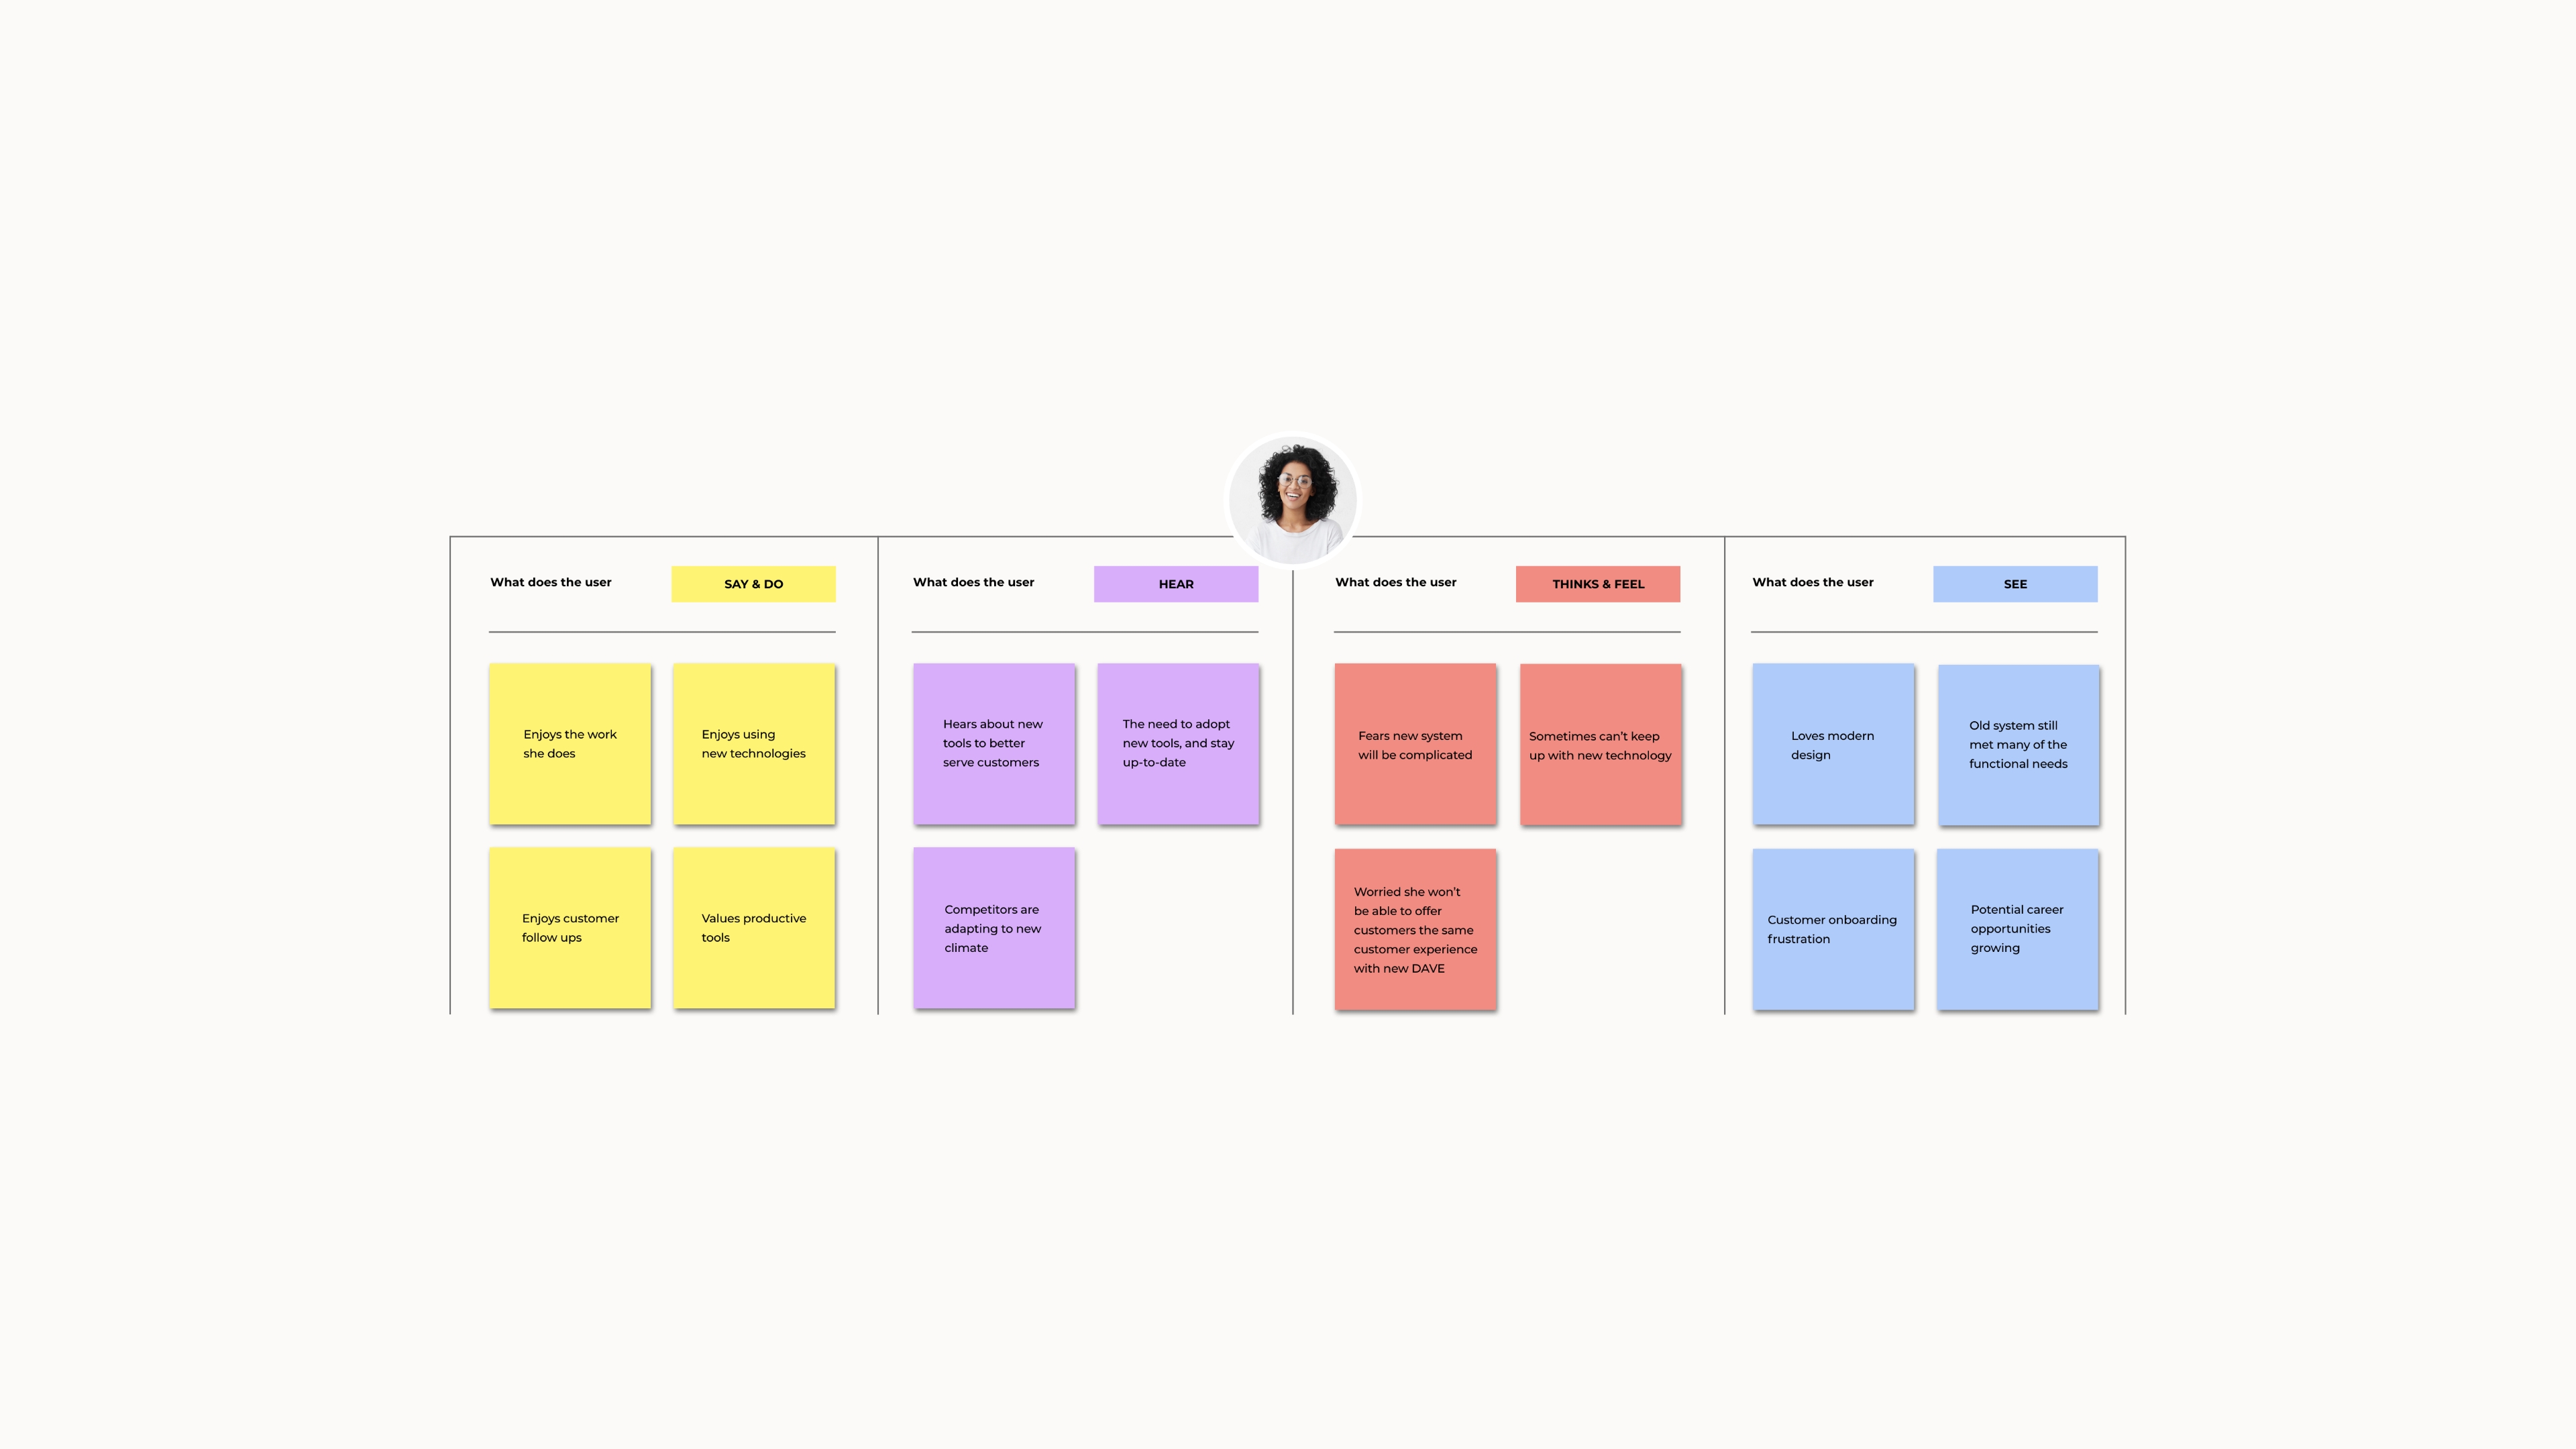 What does the user
SAY & DO
Enjoys the work
she does
Enjoys using
new technologies
Enjoys customer
follow ups
Values productive
tools
What does the user
HEAR
Hears about new
tools to better
serve customers
The need to adopt
new tools, and stay
up-to-date
Competitors are
adapting to new
climate
What does the user
THINKS & FEEL
Fears new system
will be complicated
Sometimes can’t keep
up with new technology
Worried she won’t
be able to offer
customers the same
customer experience
with new DAVE
What does the user
SEE
Loves modern
design
Old system still
met many of the
functional needs
Customer onboarding
frustration
Potential career
opportunities
growing